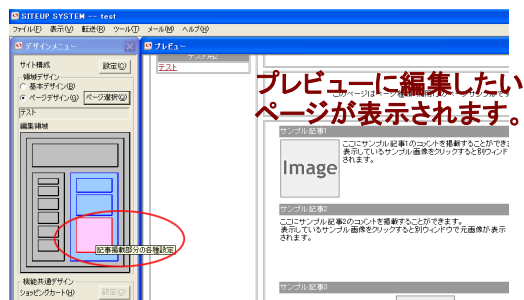 SITEUP SYSTEM -- test
ファイル(F) 表示(V) 転送(R) ツール(T) メール(M) ヘルプ(H)
デザインメニュー
プレビュー
サイト構成
設定(C)
領域デザイン
基本デザイン(B)
ページデザイン(G)
ページ選択(Q)
テスト
編集領域
記事掲載部分の各種設定
機能共通デザイン
ショッピングカート(H)
設定(I)
テスト用2
テスト
プレビューに編集したい
ページが表示されます。
サンプル記事1
Image
ここにサンプル記事1のコメントを掲載することができ
表示しているサンプル画像をクリックすると別ウィンド
されます。
サンプル記事2
ここにサンプル記事2のコメントを掲載することができます。
表示しているサンプル画像をクリックすると別ウィンドウで元画像が表示
されます。
サンプル記事3